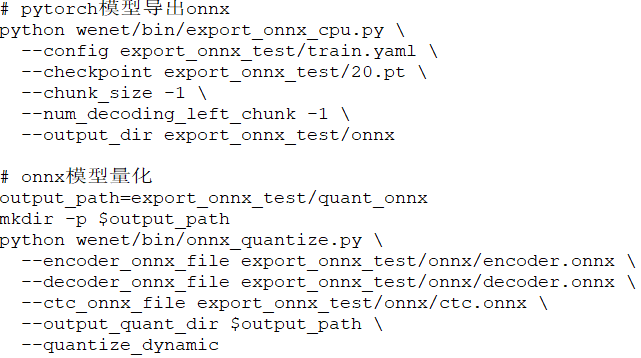 # pytorch模型导出onnx
python wenet/bin/export_onnx_cpu.py \
  --config export_onnx_test/train.yaml \
  --checkpoint export_onnx_test/20.pt \
  --chunk_size -1 \
  --num_decoding_left_chunk -1 \
  --output_dir export_onnx_test/onnx

# onnx模型量化
output_path=export_onnx_test/quant_onnx
mkdir -p $output_path
python wenet/bin/onnx_quantize.py \
  --encoder_onnx_file export_onnx_test/onnx/encoder.onnx \
  --decoder_onnx_file export_onnx_test/onnx/decoder.onnx \
  --ctc_onnx_file export_onnx_test/onnx/ctc.onnx \
  --output_quant_dir $output_path \
  --quantize_dynamic